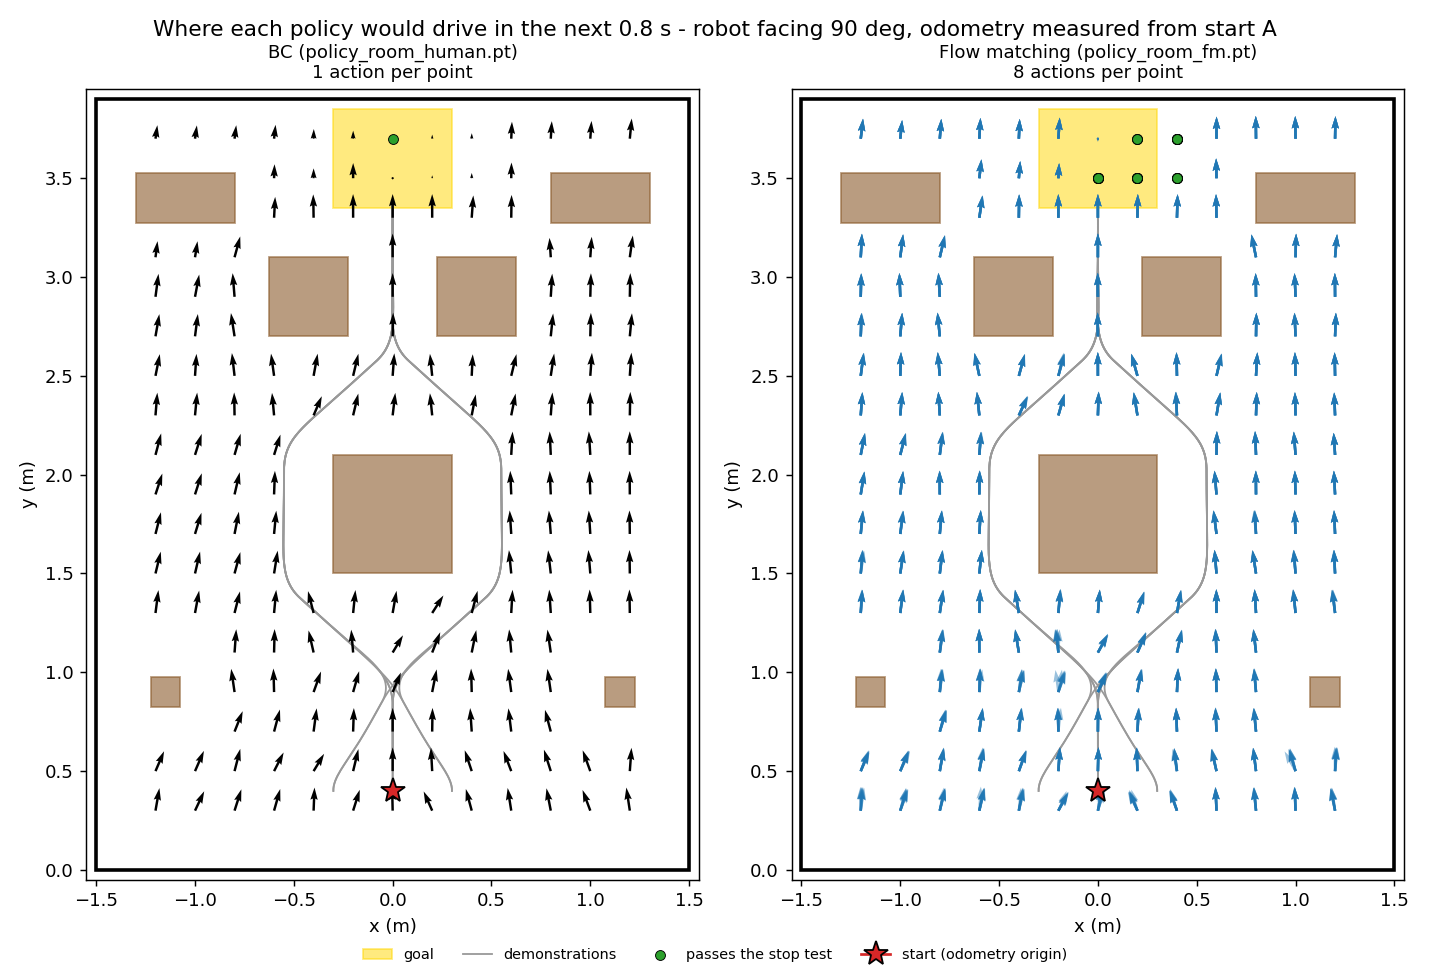 Where each policy would drive in the next 0.8 s - robot facing 90 deg, odometry measured from start A
BC (policy_room_human.pt)
1 action per point
Flow matching (policy_room_fm.pt)
8 actions per point
3.5
3.0
2.5
2.0
1.5
1.0
0.5
0.0
y (m)
−1.5 −1.0 −0.5 0.0 0.5 1.0 1.5
x (m)
3.5
3.0
2.5
2.0
1.5
1.0
0.5
0.0
y (m)
−1.5 −1.0 −0.5 0.0 0.5 1.0 1.5
x (m)
goal demonstrations passes the stop test start (odometry origin)